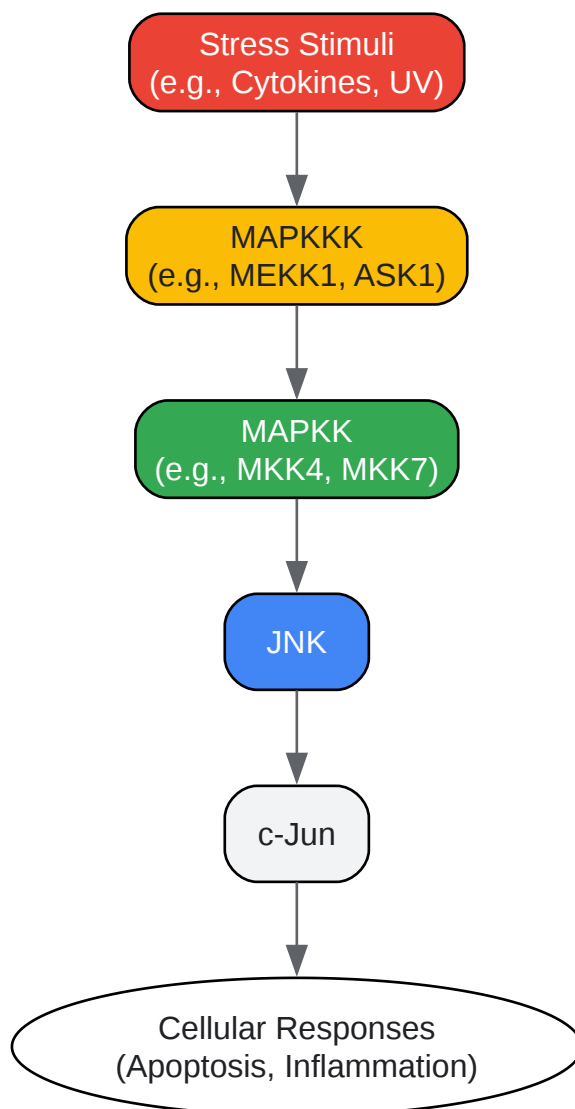 Stress Stimuli
(e.g., Cytokines, UV)
MAPKKK
(e.g., MEKK1, ASK1)
MAPKK
(e.g., MKK4, MKK7)
JNK
c-Jun
Cellular Responses
(Apoptosis, Inflammation)